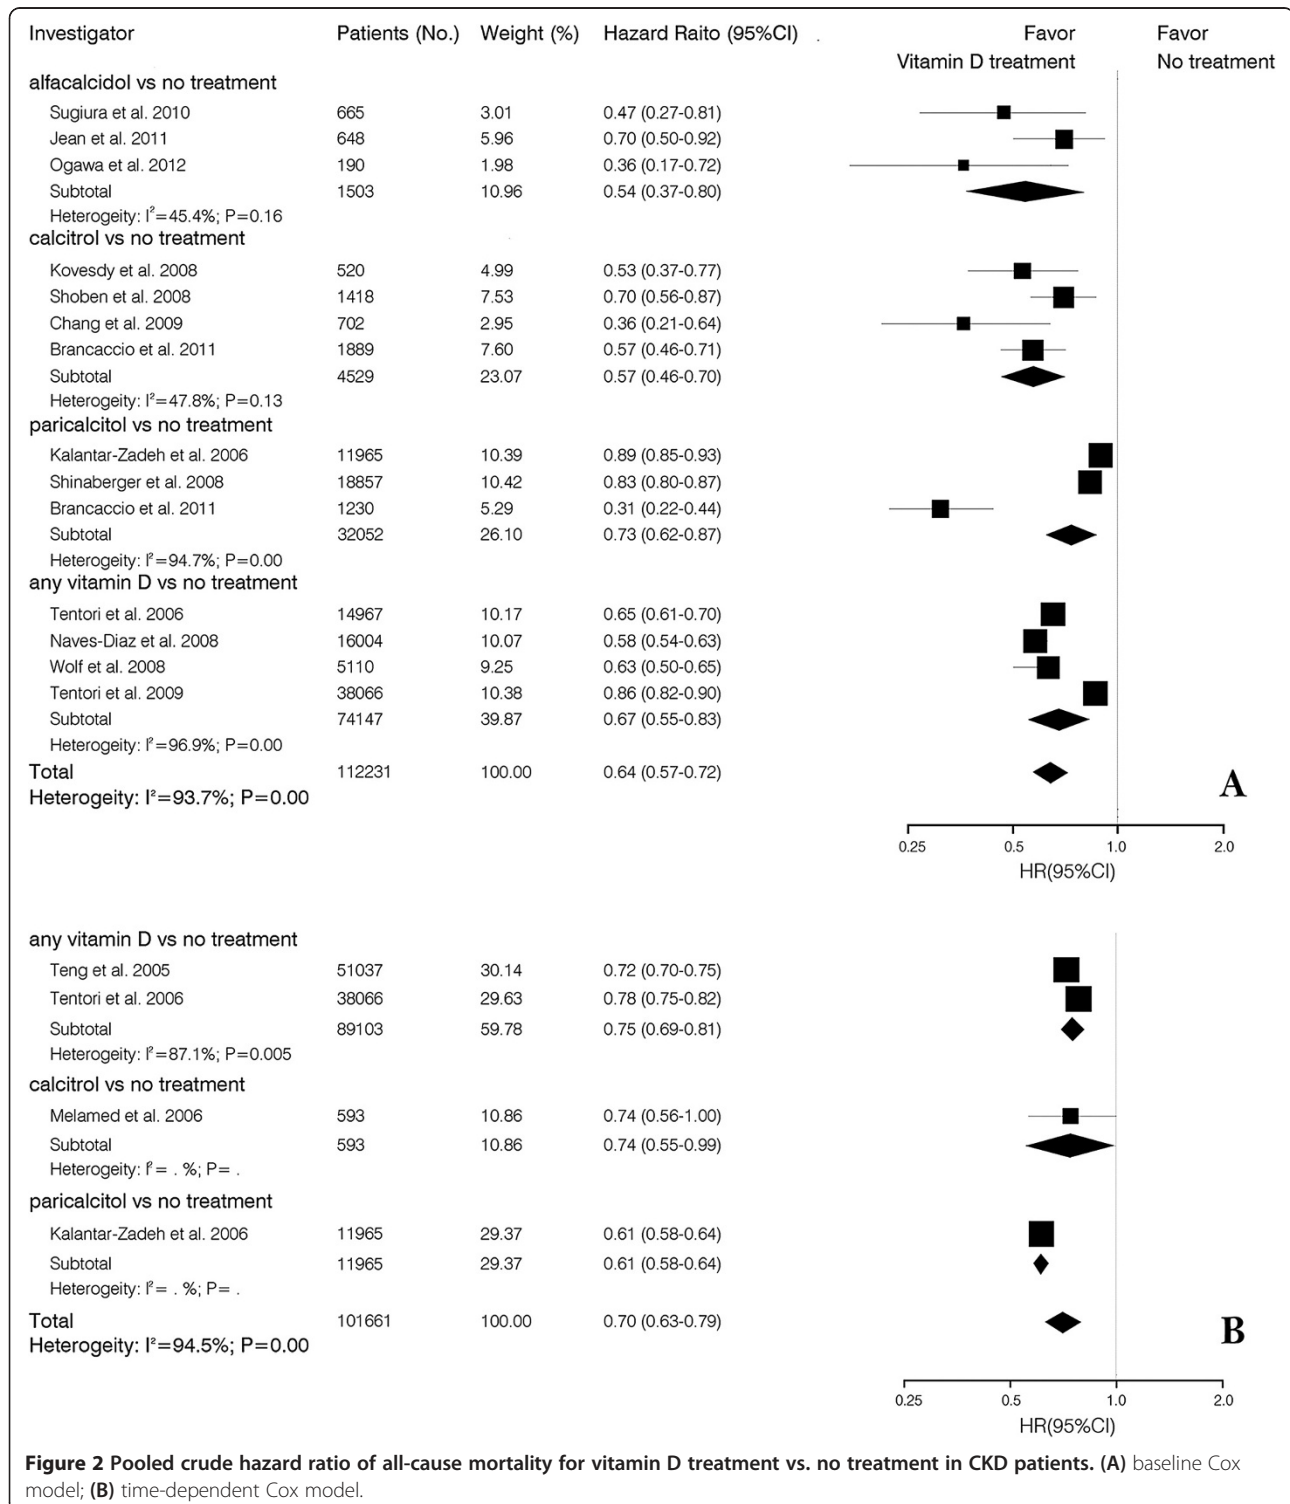 Investigator Patients (No.) Weight (%) Hazard Raito (95%CI) . Favor Favor
Vitamin D treatment No treatment
alfacalcidol vs no treatment
Sugiura et al. 2010 665 3.01 0.47 (0.27-0.81)
Jean et al. 2011 648 5.96 0.70 (0.50-0.92)
Ogawa et al. 2012 190 1.98 0.36 (0.17-0.72)
Subtotal 1503 10.96 0.54 (0.37-0.80)
Heterogeity: I²=45.4%; P=0.16
calcitrol vs no treatment
Kovesdy et al. 2008 520 4.99 0.53 (0.37-0.77)
Shoben et al. 2008 1418 7.53 0.70 (0.56-0.87)
Chang et al. 2009 702 2.95 0.36 (0.21-0.64)
Brancaccio et al. 2011 1889 7.60 0.57 (0.46-0.71)
Subtotal 4529 23.07 0.57 (0.46-0.70)
Heterogeity: I²=47.8%; P=0.13
paricalcitol vs no treatment
Kalantar-Zadeh et al. 2006 11965 10.39 0.89 (0.85-0.93)
Shinaberger et al. 2008 18857 10.42 0.83 (0.80-0.87)
Brancaccio et al. 2011 1230 5.29 0.31 (0.22-0.44)
Subtotal 32052 26.10 0.73 (0.62-0.87)
Heterogeity: I²=94.7%; P=0.00
any vitamin D vs no treatment
Tentori et al. 2006 14967 10.17 0.65 (0.61-0.70)
Naves-Diaz et al. 2008 16004 10.07 0.58 (0.54-0.63)
Wolf et al. 2008 5110 9.25 0.63 (0.50-0.65)
Tentori et al. 2009 38066 10.38 0.86 (0.82-0.90)
Subtotal 74147 39.87 0.67 (0.55-0.83)
Heterogeity: I²=96.9%; P=0.00
Total 112231 100.00 0.64 (0.57-0.72)
Heterogeity: I²=93.7%; P=0.00
A
0.25 0.5 1.0 2.0
HR(95%CI)
any vitamin D vs no treatment
Teng et al. 2005 51037 30.14 0.72 (0.70-0.75)
Tentori et al. 2006 38066 29.63 0.78 (0.75-0.82)
Subtotal 89103 59.78 0.75 (0.69-0.81)
Heterogeity: I²=87.1%; P=0.005
calcitrol vs no treatment
Melamed et al. 2006 593 10.86 0.74 (0.56-1.00)
Subtotal 593 10.86 0.74 (0.55-0.99)
Heterogeity: I²= . %; P= .
paricalcitol vs no treatment
Kalantar-Zadeh et al. 2006 11965 29.37 0.61 (0.58-0.64)
Subtotal 11965 29.37 0.61 (0.58-0.64)
Heterogeity: I²= . %; P= .
Total 101661 100.00 0.70 (0.63-0.79)
Heterogeity: I²=94.5%; P=0.00
B
0.25 0.5 1.0 2.0
HR(95%CI)
Figure 2 Pooled crude hazard ratio of all-cause mortality for vitamin D treatment vs. no treatment in CKD patients. (A) baseline Cox
model; (B) time-dependent Cox model.